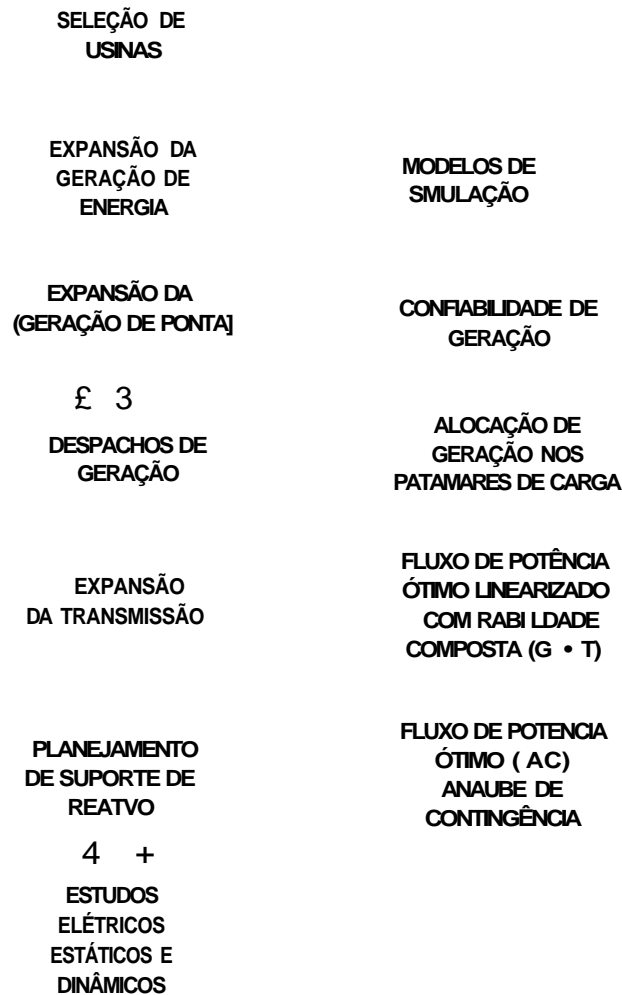 SELEÇÃO DE
USINAS
EXPANSÃO DA
GERAÇÃO DE
ENERGIA
MODELOS DE
SMULAÇÃO
EXPANSÃO DA
(GERAÇÃO DE PONTA]
CONFIABILIDADE DE
GERAÇÃO
£ 3
DESPACHOS DE
GERAÇÃO
ALOCAÇÃO DE
GERAÇÃO NOS
PATAMARES DE CARGA
EXPANSÃO
DA TRANSMISSÃO
FLUXO DE POTÊNCIA
ÓTIMO LINEARIZADO
COM RABI LDADE
COMPOSTA (G • T)
PLANEJAMENTO
DE SUPORTE DE
REATVO
FLUXO DE POTENCIA
ÓTIMO ( AC)
ANAUBE DE
CONTINGÊNCIA
4 +
ESTUDOS
ELÉTRICOS
ESTÁTICOS E
DINÂMICOS